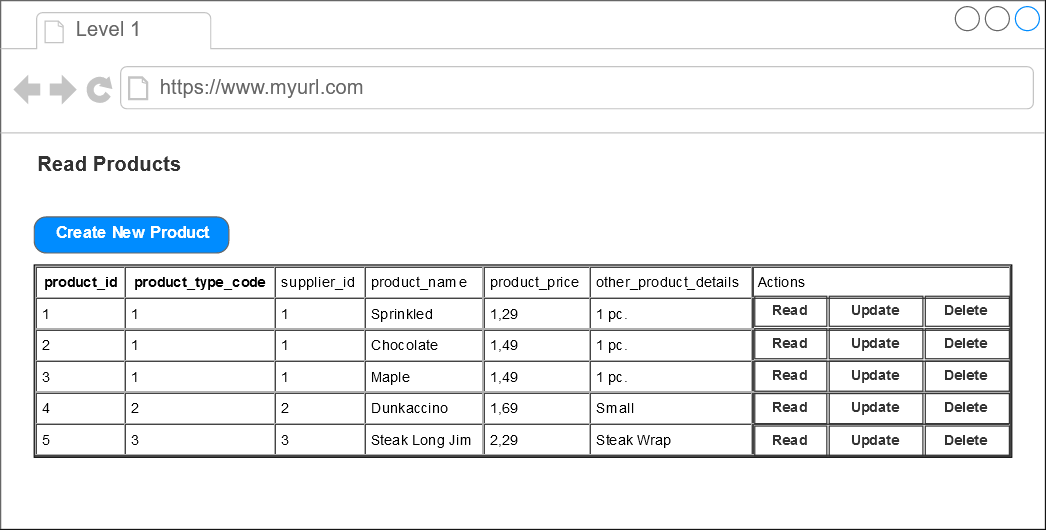 Level 1
https://www.myurl.com
Read Products
Create New Product
product_id product_type_code supplier_id product_name product_price other_product_details Actions
1 1 1 Sprinkled 1,29 1 pc. Read Update Delete
2 1 1 Chocolate 1,49 1 pc. Read Update Delete
3 1 1 Maple 1,49 1 pc. Read Update Delete
4 2 2 Dunkaccino 1,69 Small Read Update Delete
5 3 3 Steak Long Jim 2,29 Steak Wrap Read Update Delete